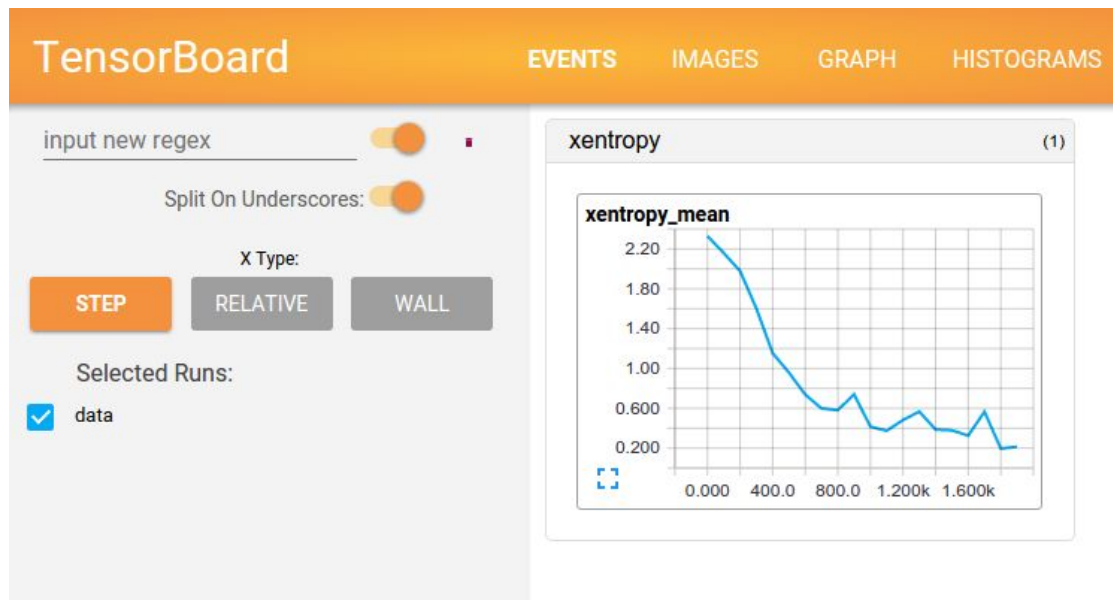 TensorBoard
EVENTS IMAGES GRAPH HISTOGRAMS
input new regex
Split On Underscores:
X Type:
STEP RELATIVE WALL
Selected Runs:
data
xentropy (1)
xentropy_mean
2.20
1.80
1.40
1.00
0.600
0.200
0.000 400.0 800.0 1.200k 1.600k